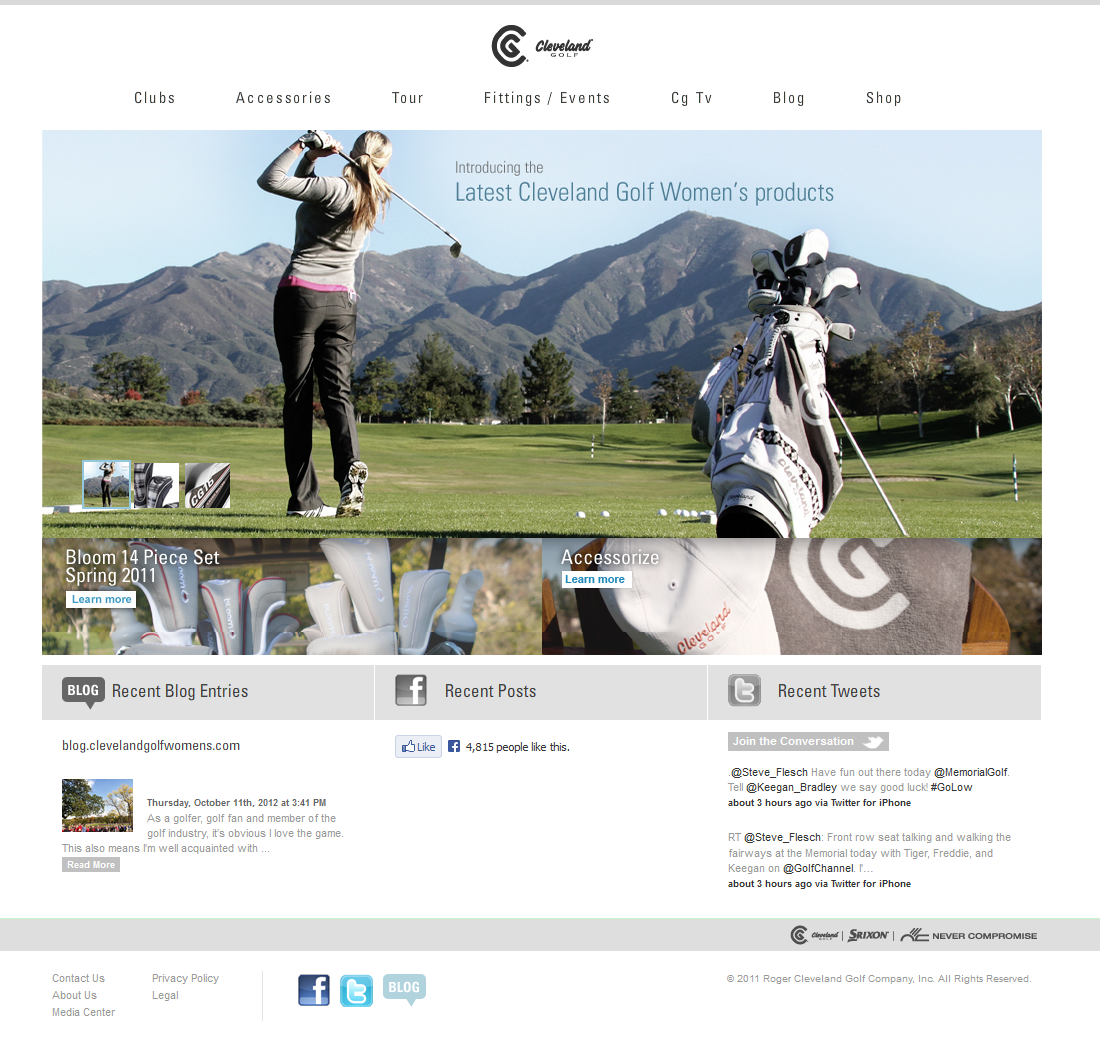 Cleveland
GOLF
Clubs
Accessories
Tour
Fittings / Events
Cg Tv
Blog
Shop
Introducing the
Latest Cleveland Golf Women's products
Cleveland
CG16
Bloom 14 Piece Set
Spring 2011
Learn more
bloom
Accessorize
Learn more
Cleveland
GOLF
BLOG
Recent Blog Entries
Recent Posts
Recent Tweets
blog.clevelandgolfwomens.com
Thursday, October 11th, 2012 at 3:41 PM
As a golfer, golf fan and member of the
golf industry, it's obvious I love the game.
This also means I'm well acquainted with ...
Read More
Like
4,815 people like this.
Join the Conversation
.@Steve_Flesch Have fun out there today @MemorialGolf.
Tell @Keegan_Bradley we say good luck! #GoLow
about 3 hours ago via Twitter for iPhone
RT @Steve_Flesch: Front row seat talking and walking the
fairways at the Memorial today with Tiger, Freddie, and
Keegan on @GolfChannel. I'...
about 3 hours ago via Twitter for iPhone
Cleveland GOLF | SRIXON | NEVER COMPROMISE
Contact Us
About Us
Media Center
Privacy Policy
Legal
BLOG
© 2011 Roger Cleveland Golf Company, Inc. All Rights Reserved.